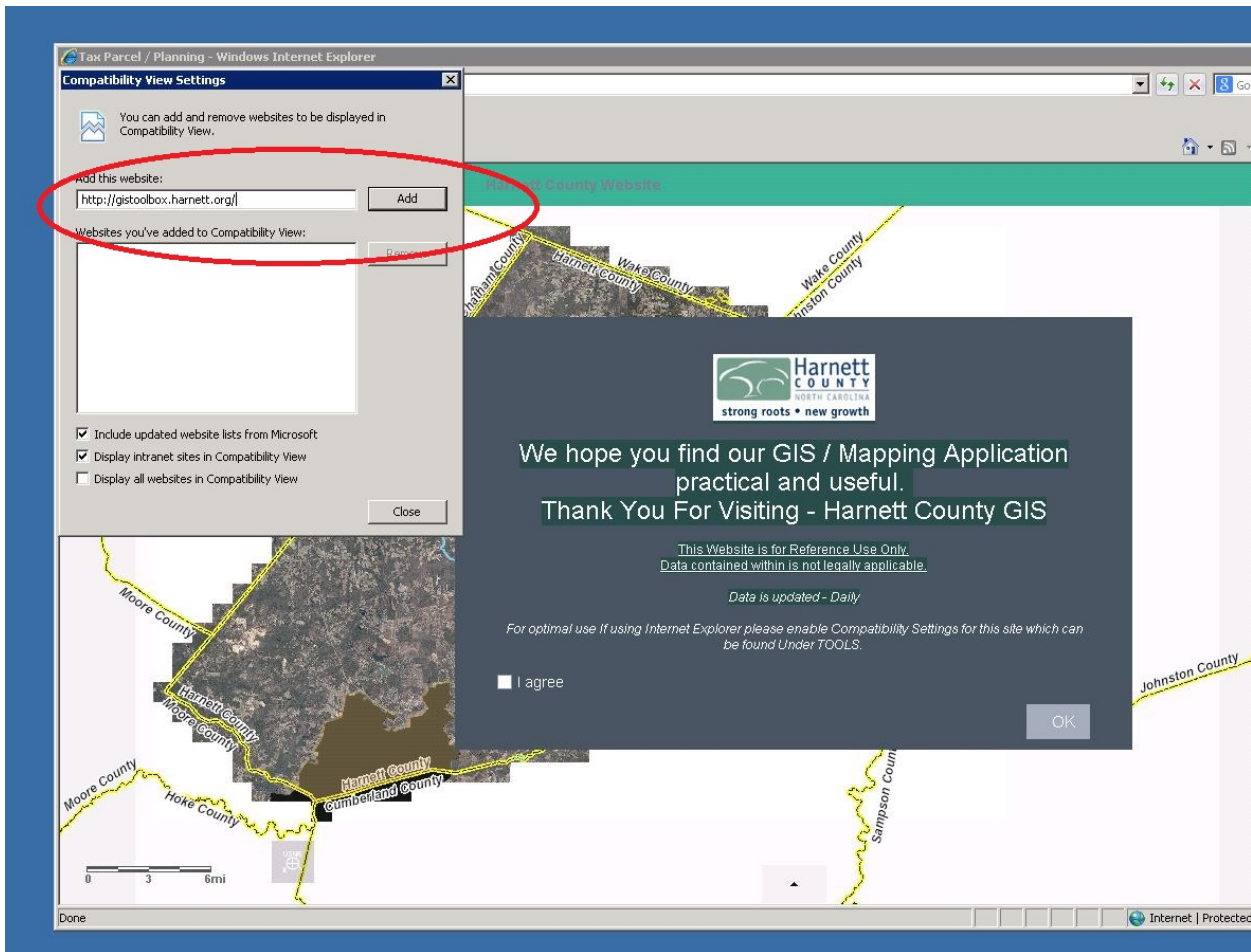 Tax Parcel / Planning - Windows Internet Explorer
Compatibility View Settings
You can add and remove websites to be displayed in
Compatibility View.
Add this website:
http://gistoolbox.harnett.org/
Add
Websites you've added to Compatibility View:
Remove
Include updated website lists from Microsoft
Display intranet sites in Compatibility View
Display all websites in Compatibility View
Close
Go
Harnett County Website
Harnett County
Wake County
Wake County
Johnston County
Chatham County
Harnett
COUNTY
NORTH CAROLINA
strong roots • new growth
We hope you find our GIS / Mapping Application
practical and useful.
Thank You For Visiting - Harnett County GIS
This Website is for Reference Use Only.
Data contained within is not legally applicable.
Data is updated - Daily
For optimal use If using Internet Explorer please enable Compatibility Settings for this site which can
be found Under TOOLS.
I agree
OK
Moore County
Harnett County
Moore County
Harnett County
Cumberland County
Moore County
Hoke County
Johnston County
Sampson County
0 3 6mi
Done
Internet | Protected